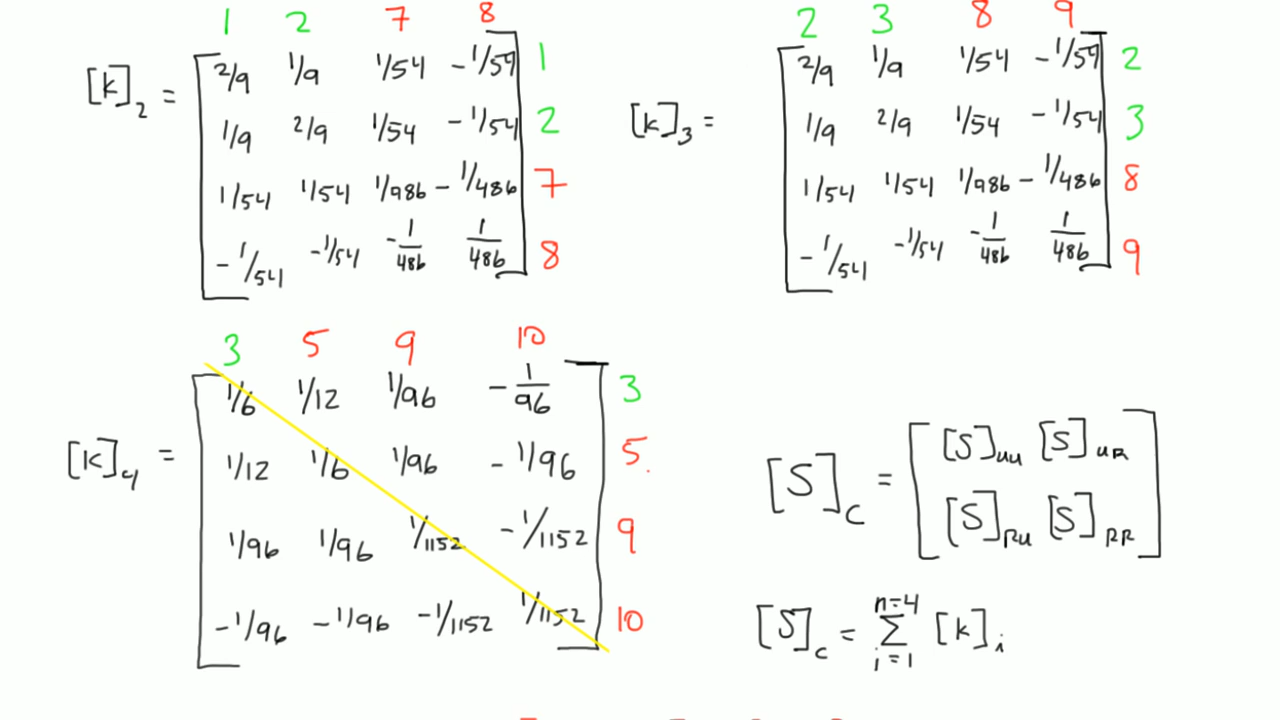 1 2 7 8
[k]₂ =
2/9 1/9 1/54 -1/54 1
1/9 2/9 1/54 -1/54 2
1/54 1/54 1/986 -1/486 7
-1/54 -1/54 -1/486 1/486 8
2 3 8 9
[k]₃ =
2/9 1/9 1/54 -1/54 2
1/9 2/9 1/54 -1/54 3
1/54 1/54 1/986 -1/486 8
-1/54 -1/54 -1/486 1/486 9
3 5 9 10
[k]₄ =
1/6 1/12 1/96 -1/96 3
1/12 1/6 1/96 -1/96 5.
1/96 1/96 1/1152 -1/1152 9
-1/96 -1/96 -1/1152 1/1152 10
[S]c = [S]uu [S]uR
[S]Ru [S]RR
[S]c = n=4 Σ i=1 [k]i